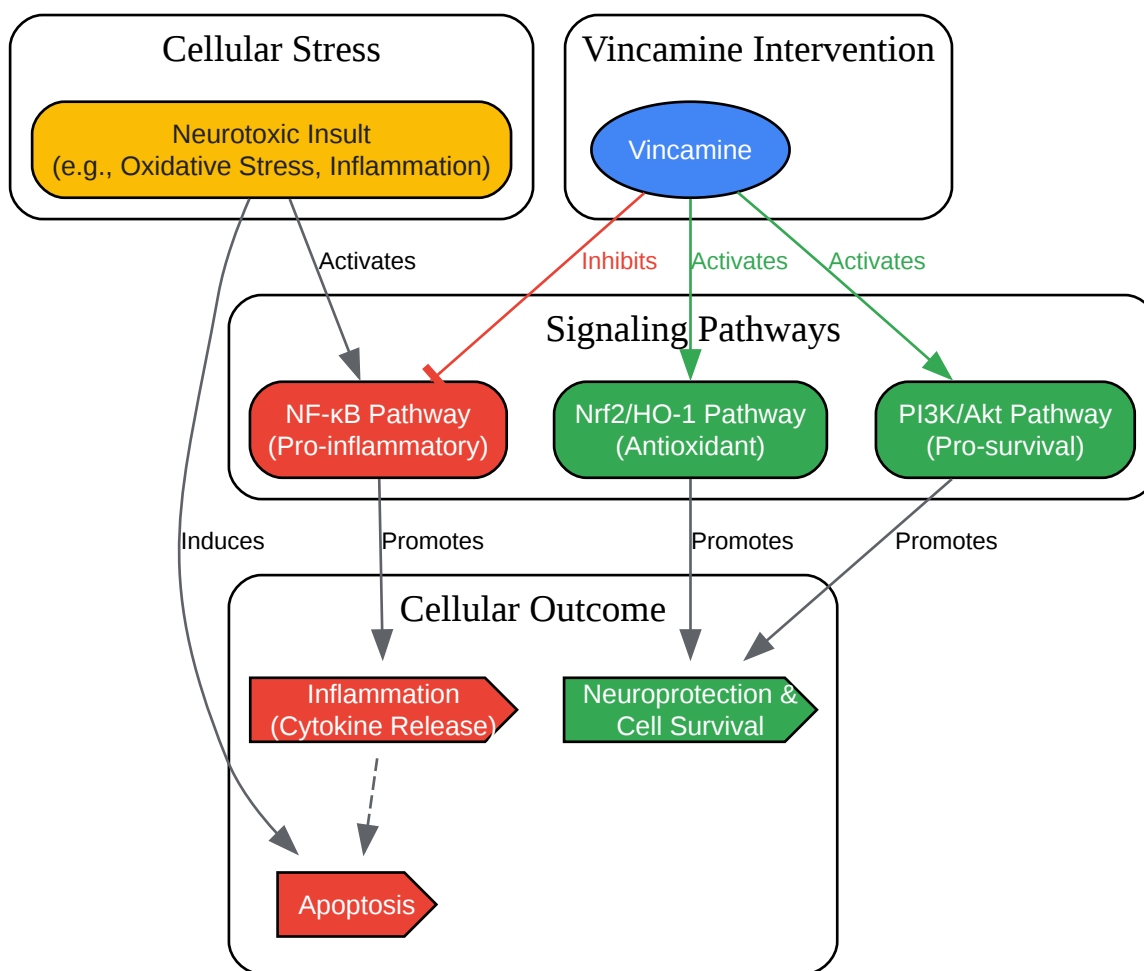 Cellular Stress
Vincamine Intervention
Neurotoxic Insult
(e.g., Oxidative Stress, Inflammation)
Vincamine
Activates
Inhibits
Activates
Activates
Signaling Pathways
NF-κB Pathway
(Pro-inflammatory)
Nrf2/HO-1 Pathway
(Antioxidant)
PI3K/Akt Pathway
(Pro-survival)
Induces
Promotes
Promotes
Promotes
Cellular Outcome
Inflammation
(Cytokine Release)
Neuroprotection &
Cell Survival
Apoptosis